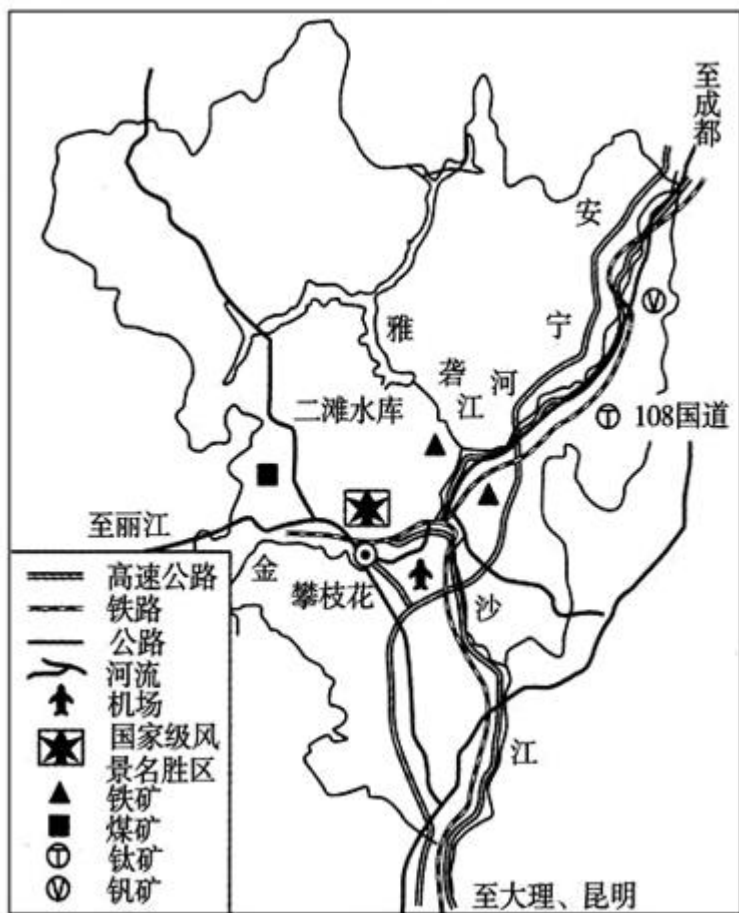 至成都
安
宁
河
雅
砻
江
二滩水库
Ⓥ
Ⓣ 108国道
至丽江
金
攀枝花
沙
江
至大理、昆明
高速公路
铁路
公路
河流
机场
国家级风
景名胜区
铁矿
煤矿
Ⓣ 钛矿
Ⓥ 钒矿